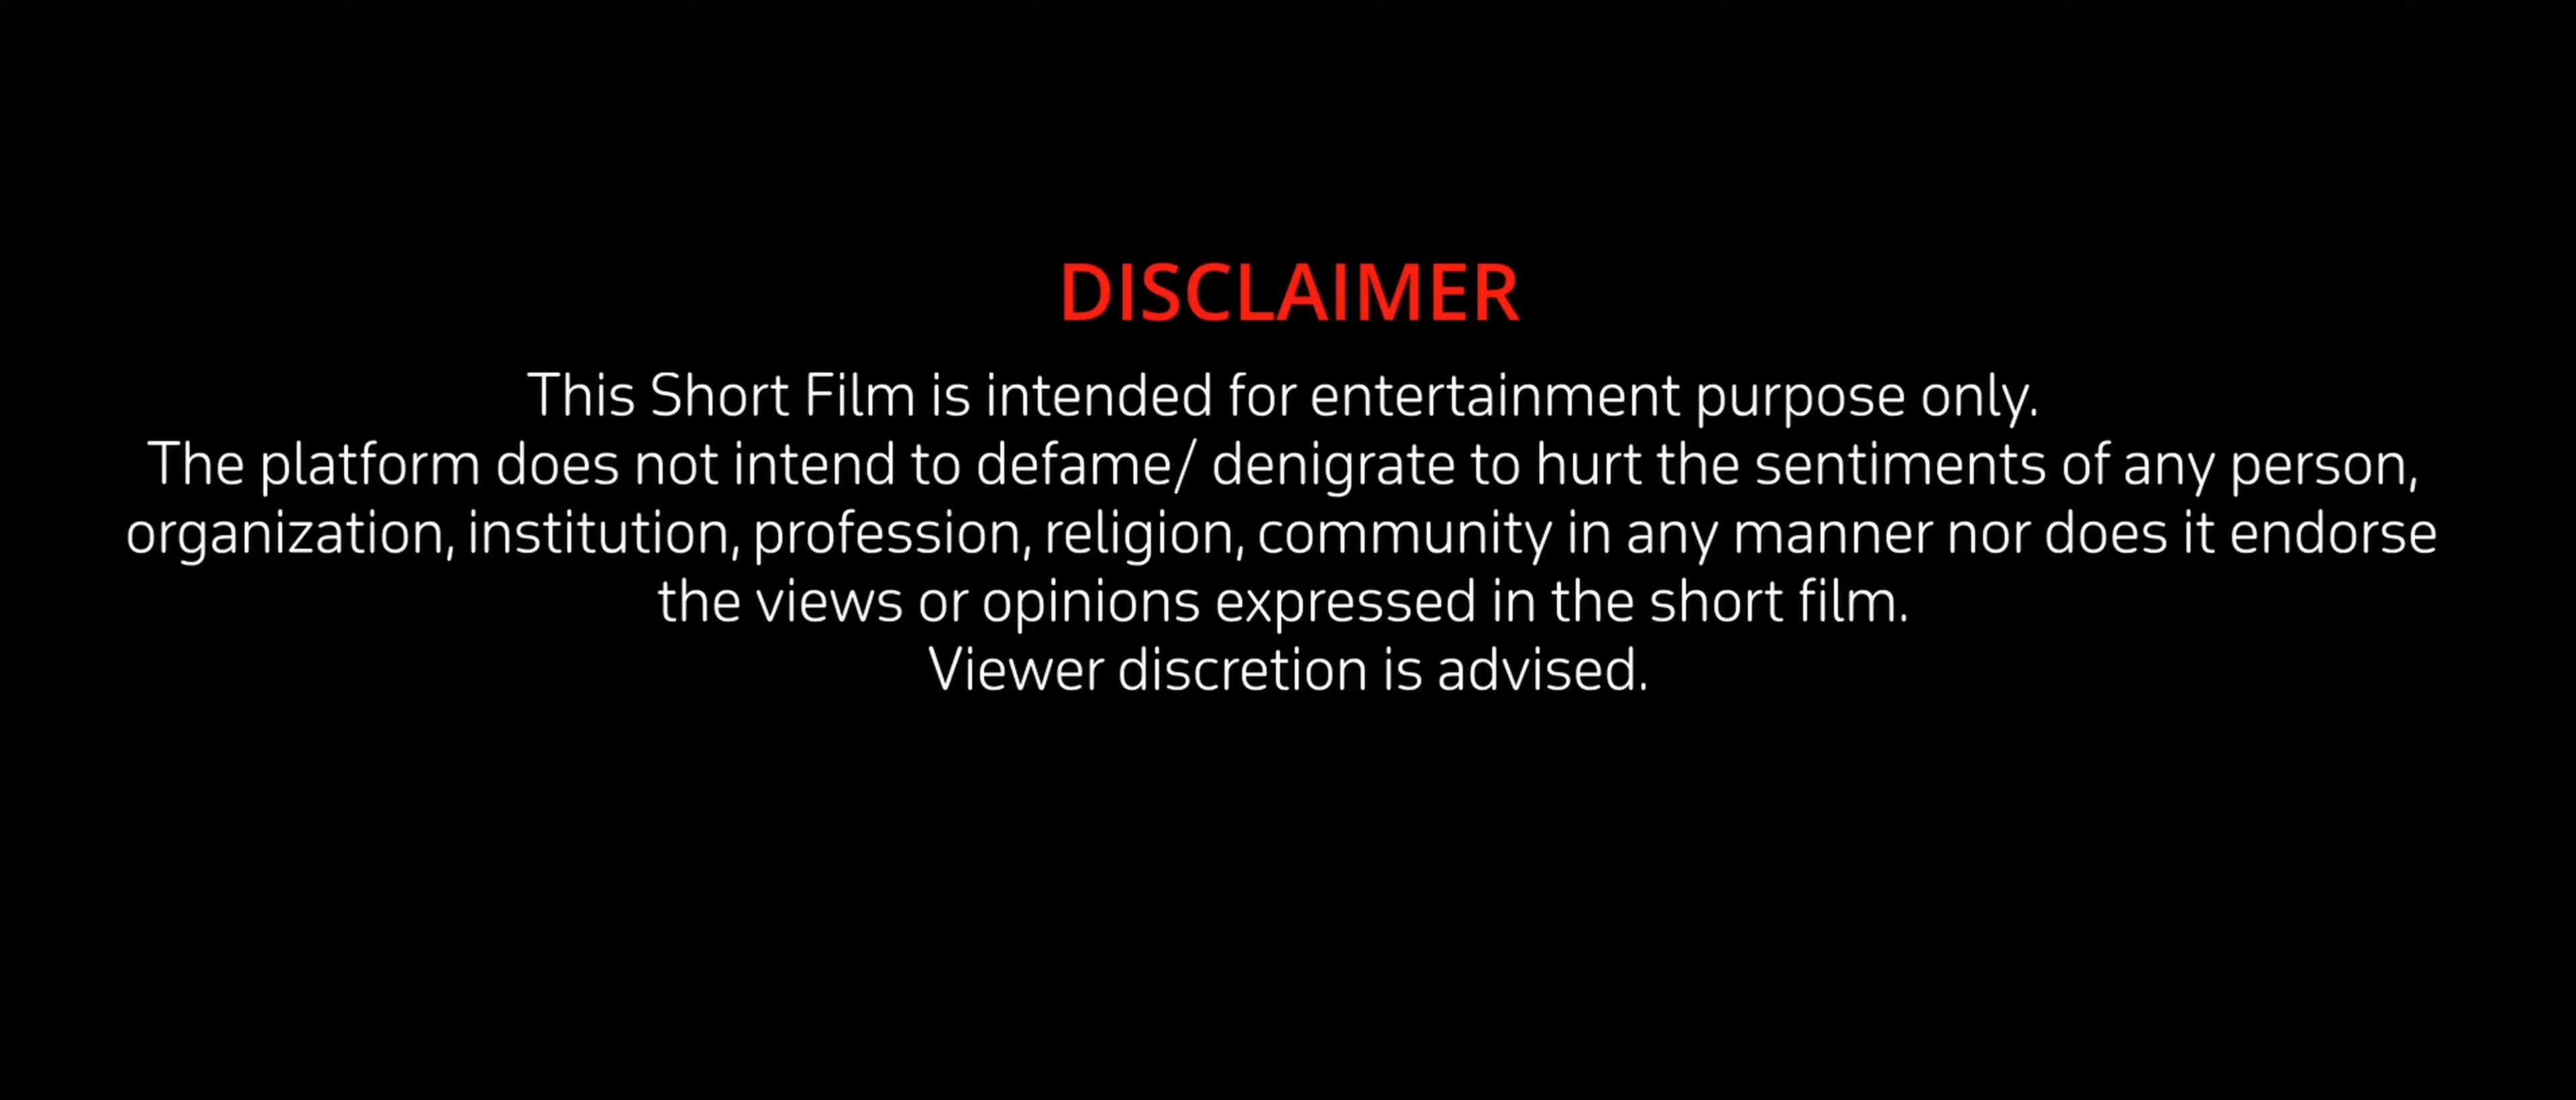 DISCLAIMER
This Short Film is intended for entertainment purpose only.
The platform does not intend to defame/ denigrate to hurt the sentiments of any person,
organization, institution, profession, religion, community in any manner nor does it endorse
the views or opinions expressed in the short film.
Viewer discretion is advised.